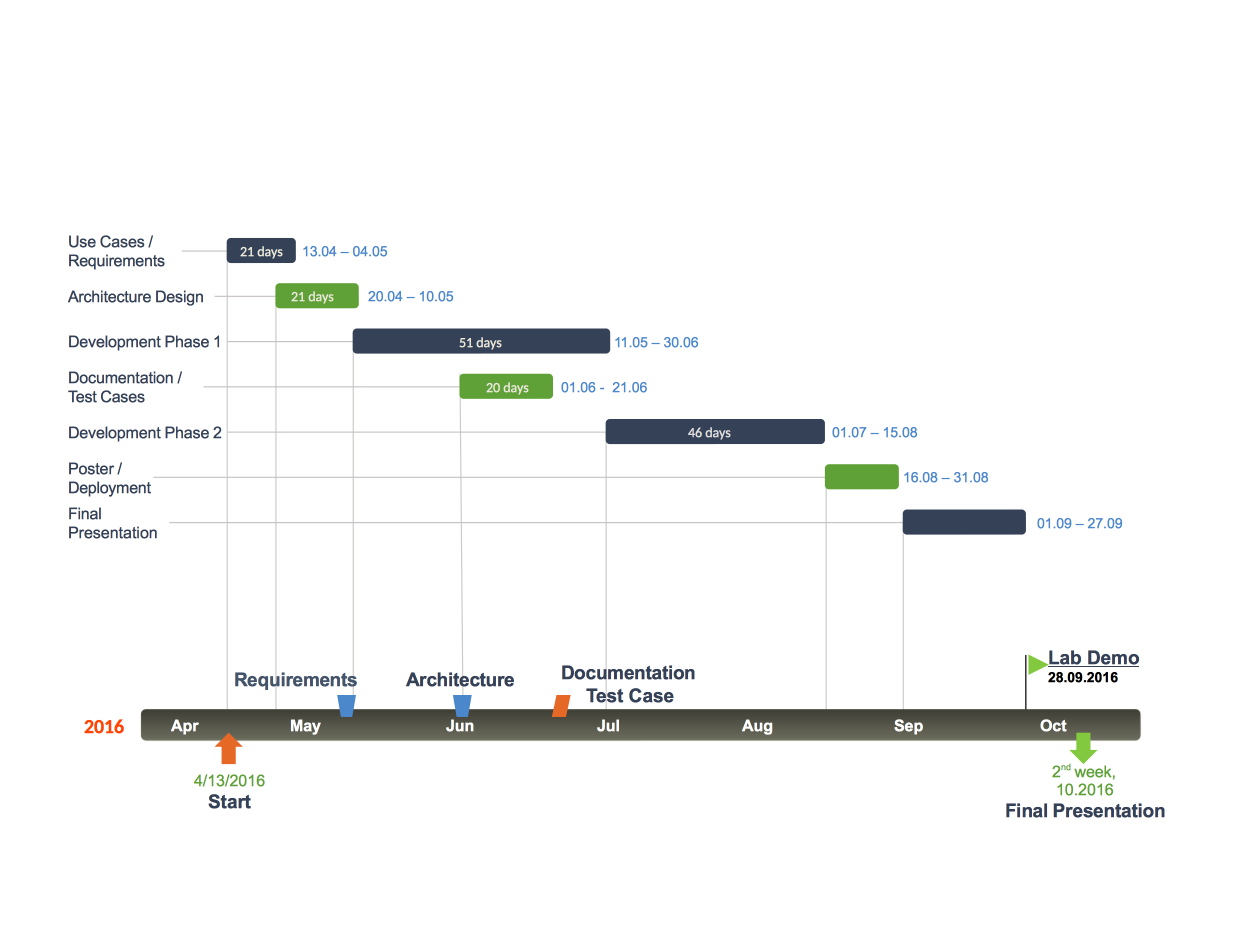 Use Cases /
Requirements
21 days
13.04 – 04.05
Architecture Design
21 days
20.04 – 10.05
Development Phase 1
51 days
11.05 – 30.06
Documentation /
Test Cases
20 days
01.06 -  21.06
Development Phase 2
46 days
01.07 – 15.08
Poster /
Deployment
16.08 – 31.08
Final
Presentation
01.09 – 27.09
Requirements
Architecture
Documentation
Test Case
Lab Demo
28.09.2016
2016
Apr
May
Jun
Jul
Aug
Sep
Oct
4/13/2016
Start
2nd week,
10.2016
Final Presentation